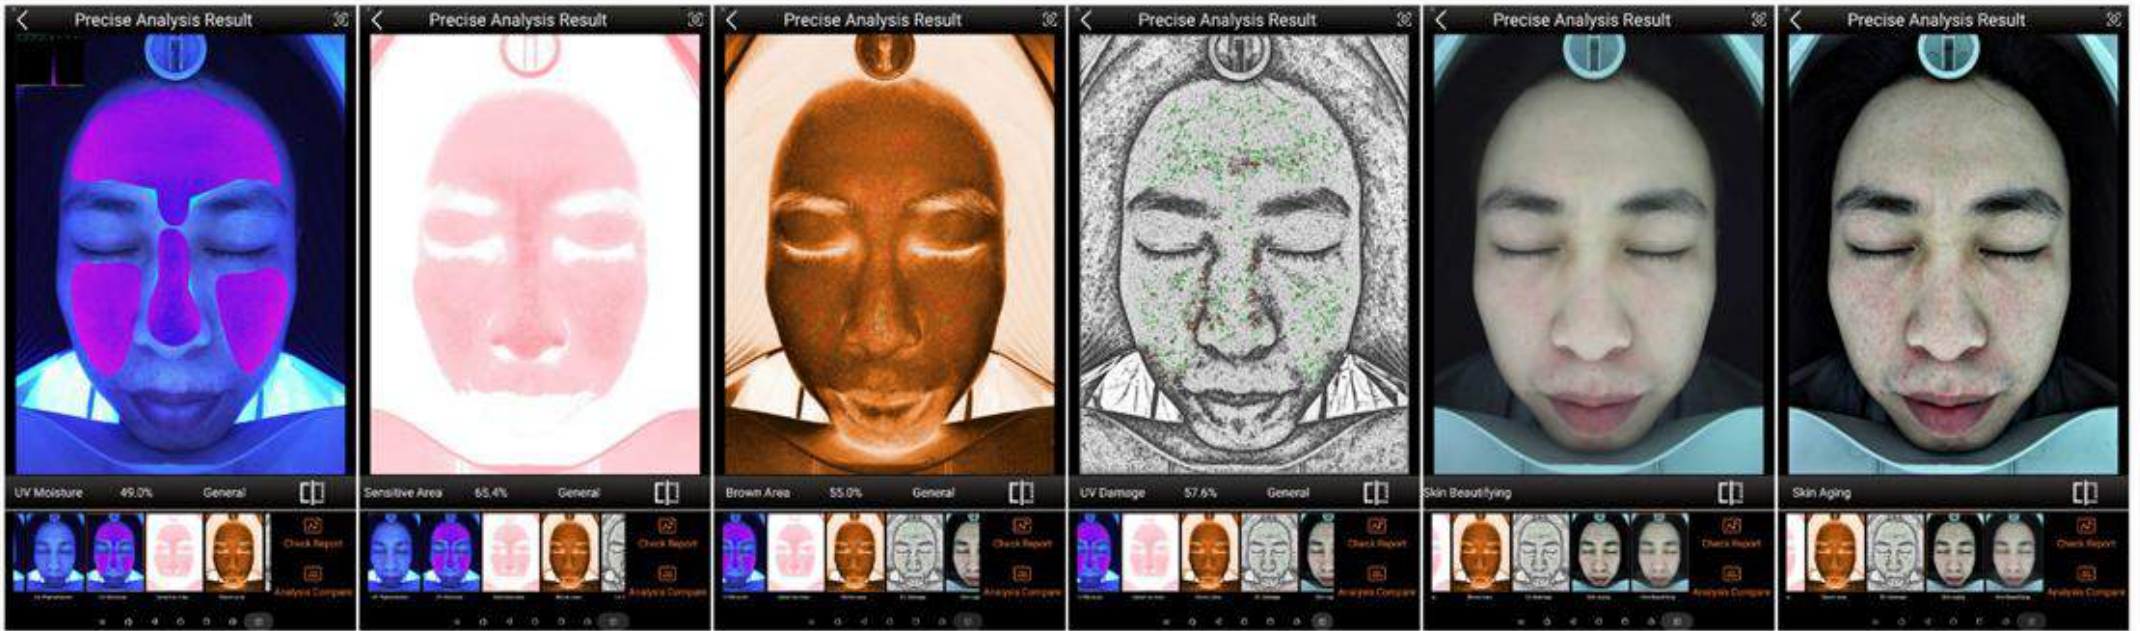 Precise Analysis Result
UV Moisture 49.0% General
Check Report
Analysis Compare
Precise Analysis Result
Sensitive Area 65.4% General
Check Report
Analysis Compare
Precise Analysis Result
Brown Area 55.0% General
Check Report
Analysis Compare
Precise Analysis Result
UV Damage 57.6% General
Check Report
Analysis Compare
Precise Analysis Result
Skin Beautifying
Check Report
Analysis Compare
Precise Analysis Result
Skin Aging
Check Report
Analysis Compare